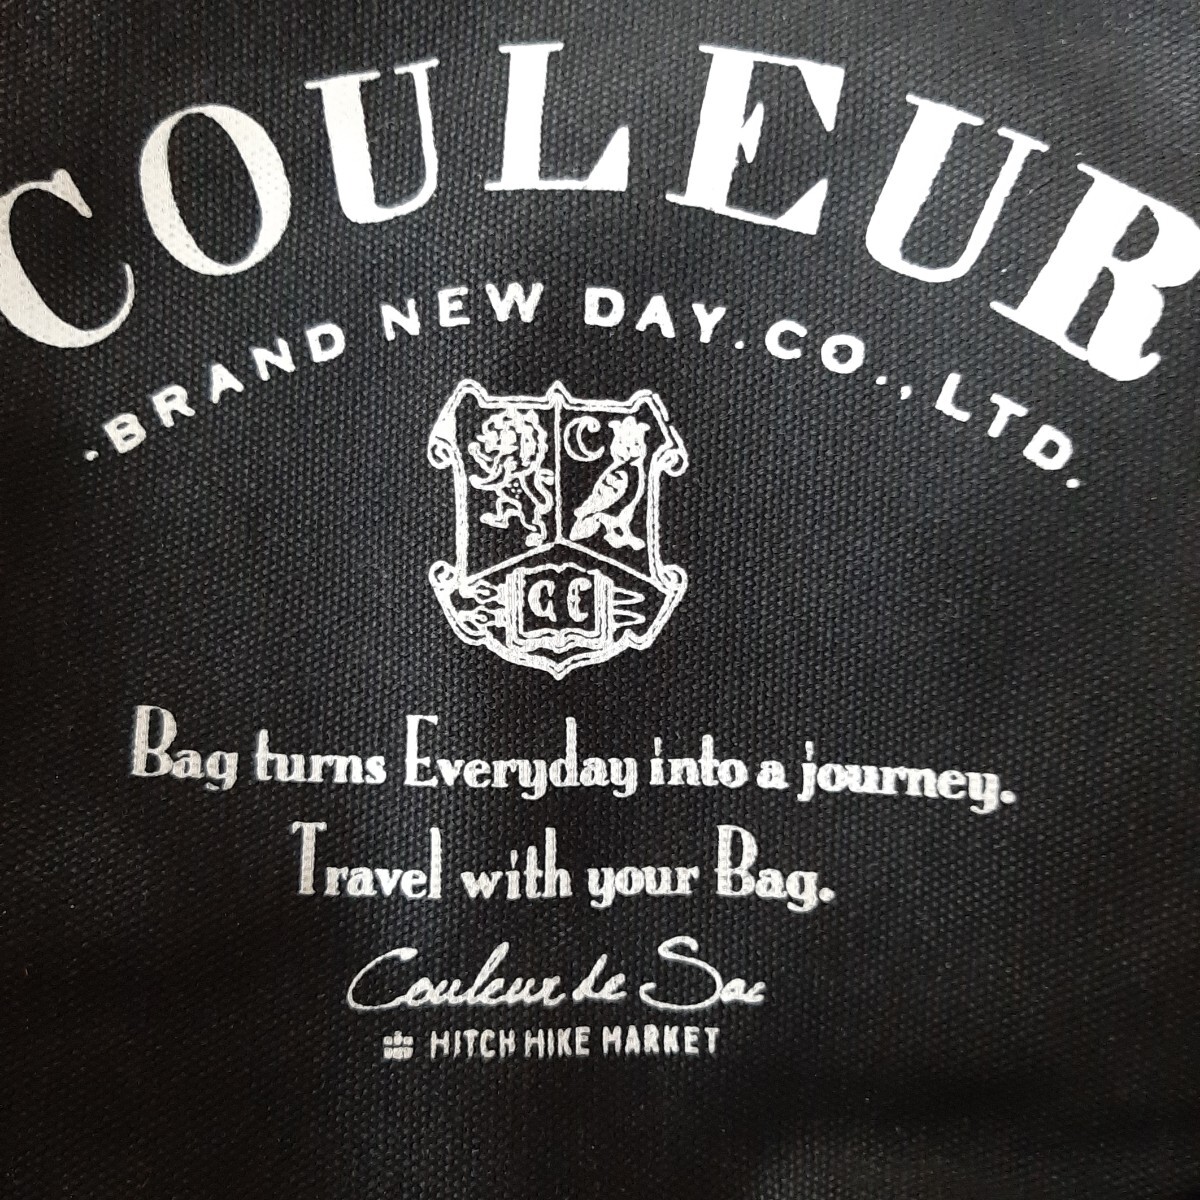 COULEUR
.BRAND NEW DAY.CO.,LTD.
Bag turns Everyday into a journey.
Travel with your Bag.
Couleur de Sac
HITCH HIKE MARKET